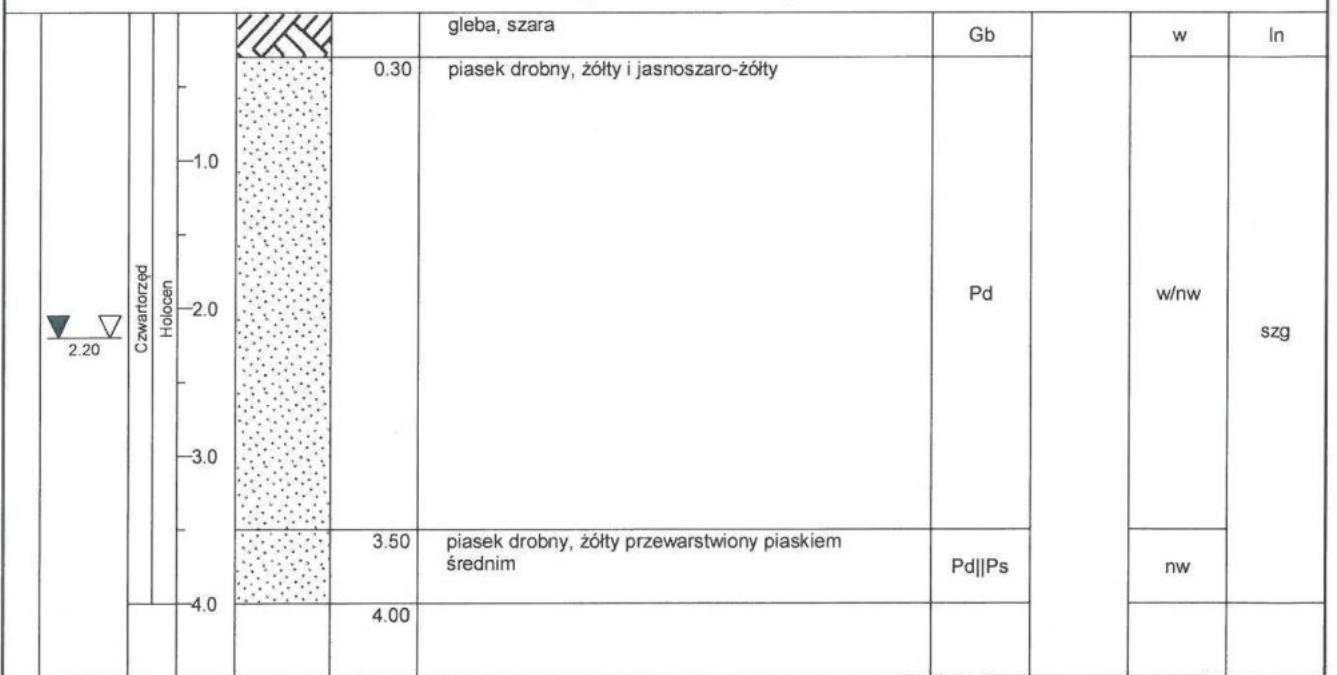 gleba, szara
Gb
w
ln
0.30
piasek drobny, żółty i jasnoszaro-żółty
1.0
Czwartorzęd
Holocen
2.0
Pd
w/nw
2.20
szg
3.0
3.50
piasek drobny, żółty przewarstwiony piaskiem
średnim
Pd||Ps
nw
4.0
4.00